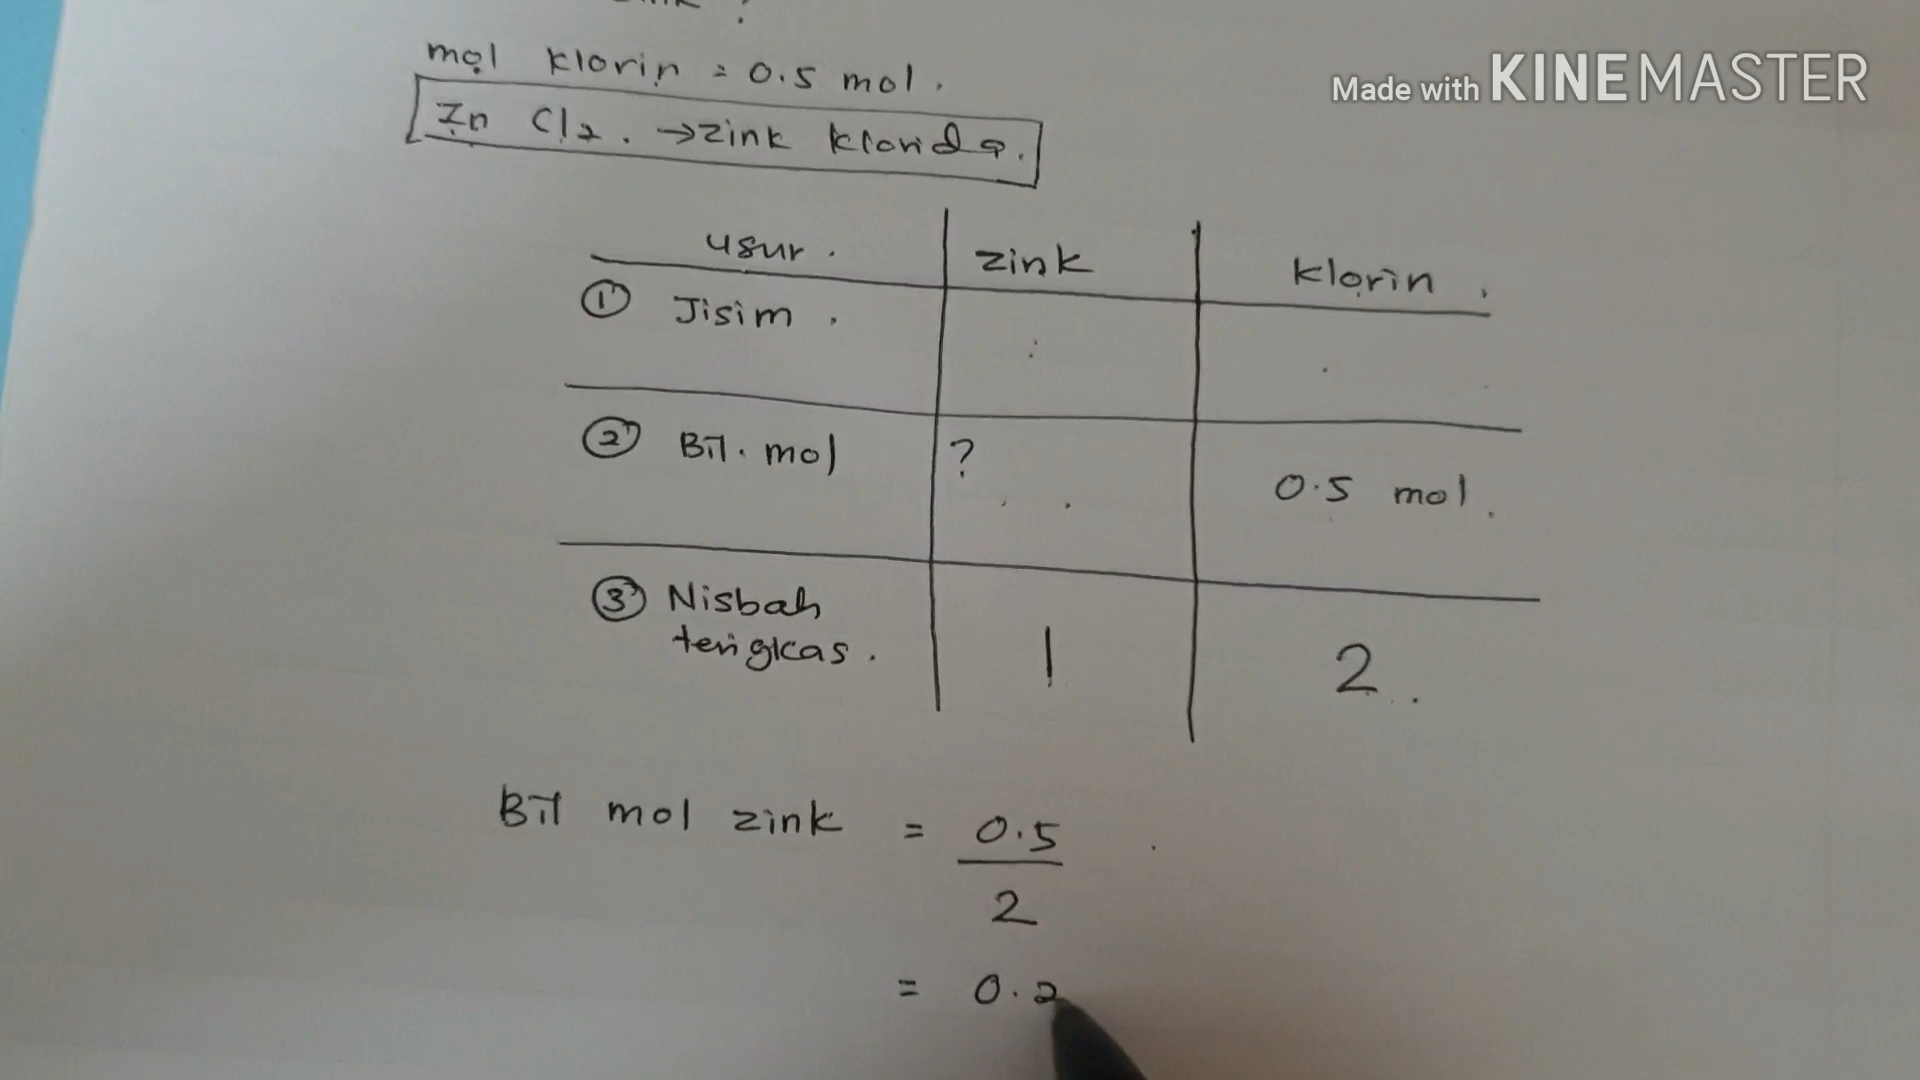 mol klorin = 0.5 mol.
Zn Cl2. → zink klorida.
Made with KINEMASTER
usur. zink klorin.
① Jisim.
② Bil. mol ? 0.5 mol.
③ Nisbah 1 2
teringkas.
Bil mol zink = 0.5
2
= 0.2